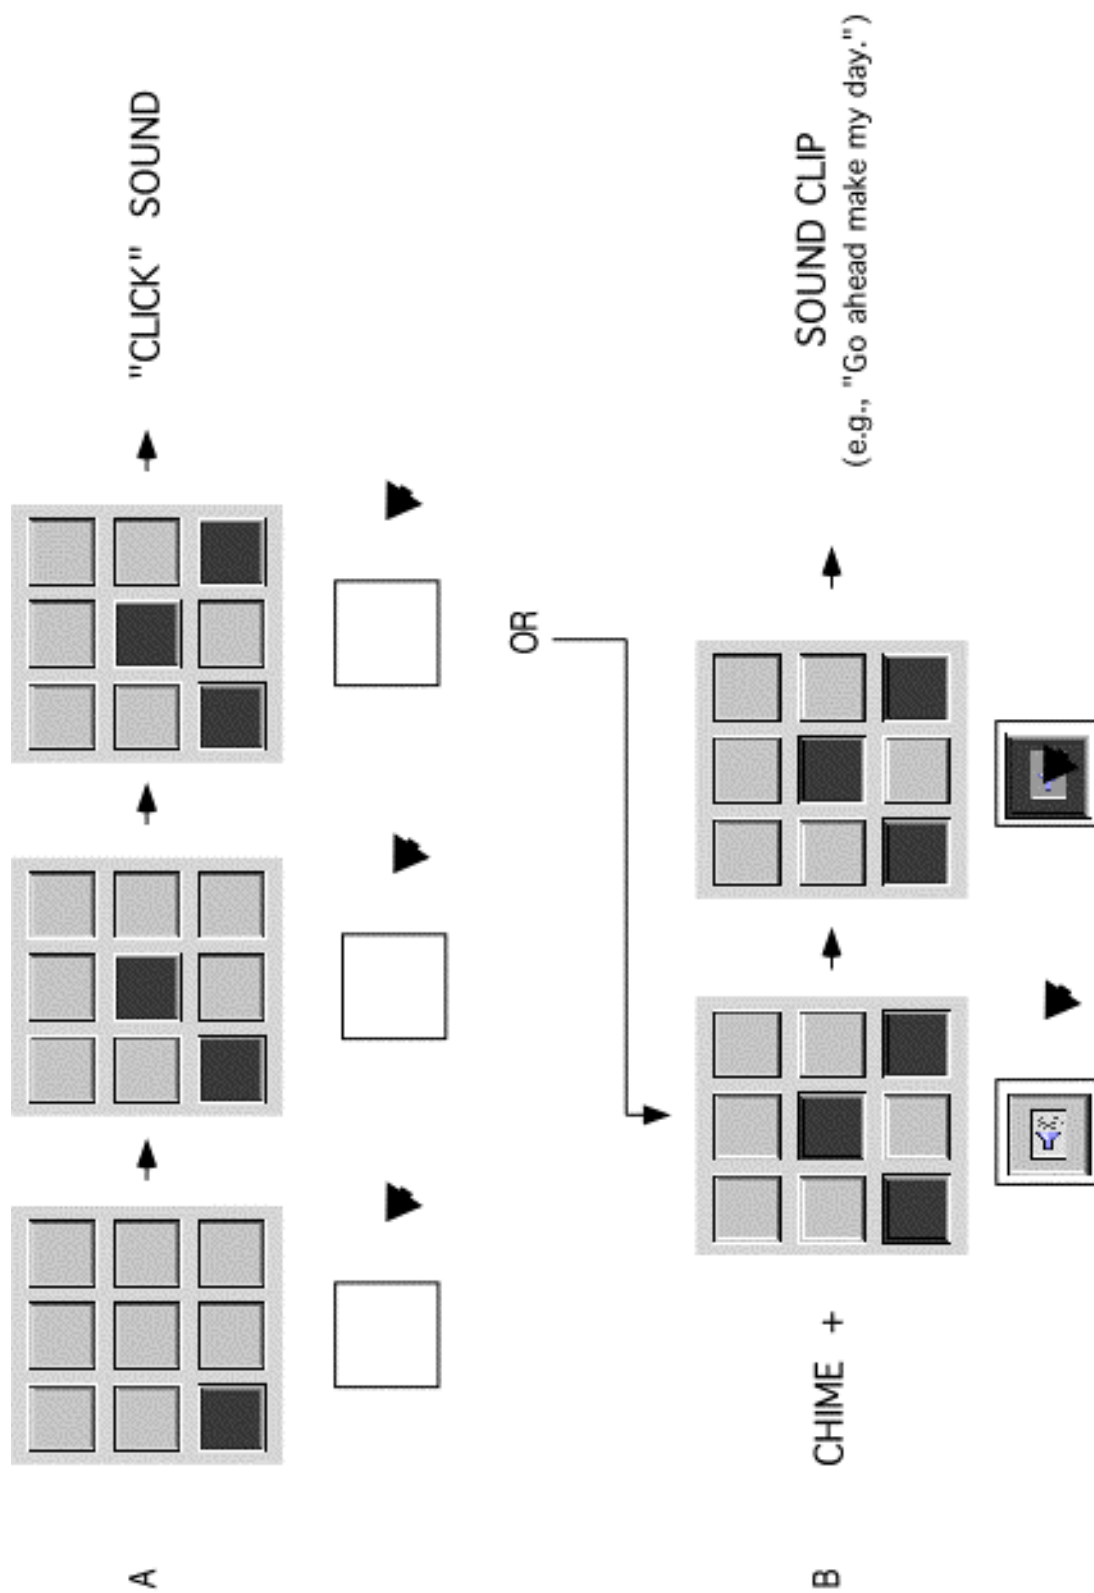 A
"CLICK" SOUND
OR
B
CHIME +
SOUND CLIP
(e.g., "Go ahead make my day.")